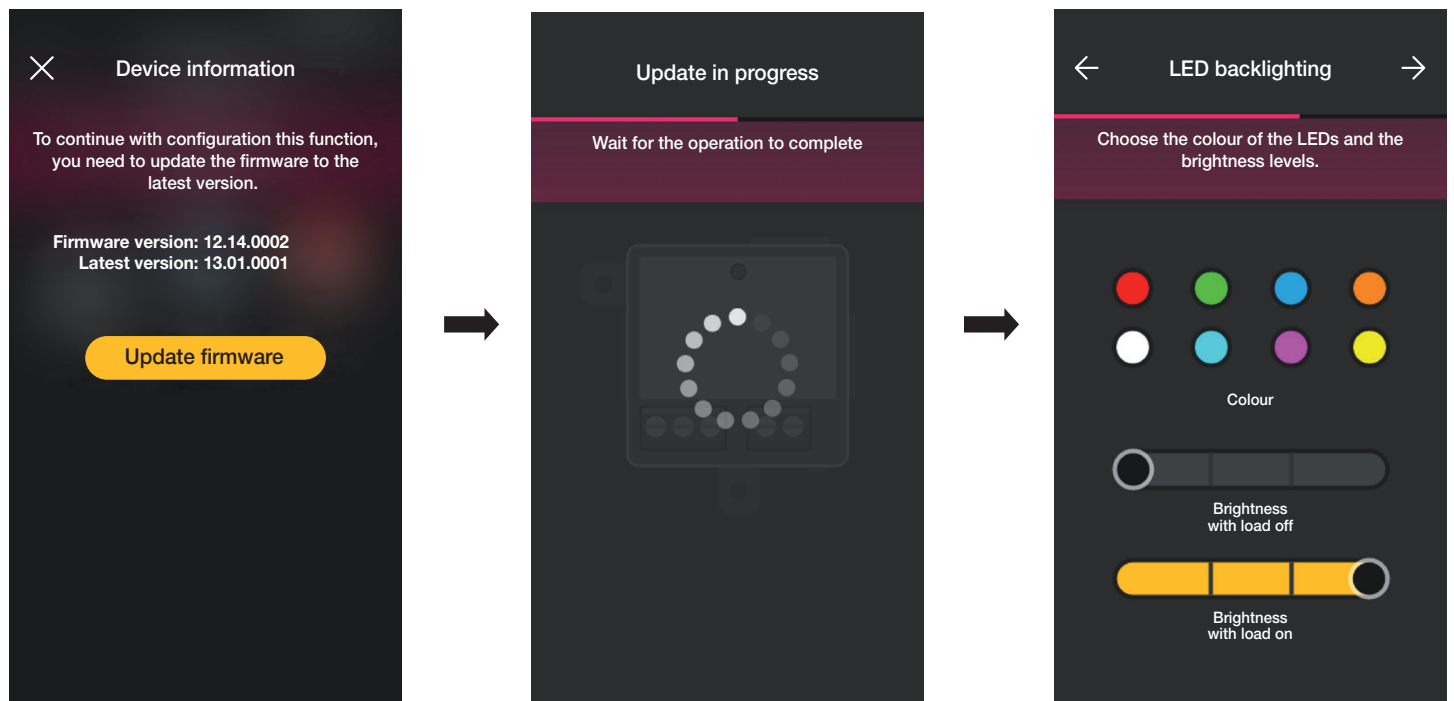 Device information
To continue with configuration this function,
you need to update the firmware to the
latest version.
Firmware version: 12.14.0002
Latest version: 13.01.0001
Update firmware
Update in progress
Wait for the operation to complete
LED backlighting
Choose the colour of the LEDs and the
brightness levels.
Colour
Brightness
with load off
Brightness
with load on